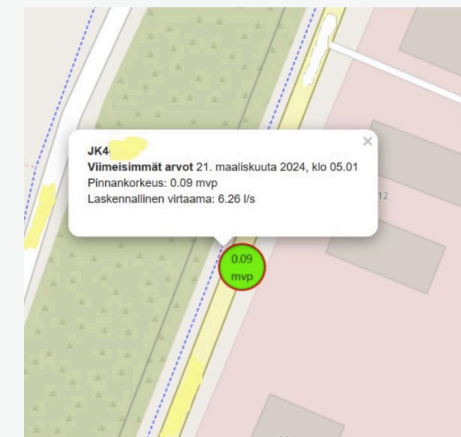 JK4
×
Viimeisimmät arvot 21. maaliskuuta 2024, klo 05.01
Pinnankorkeus: 0.09 mvp
Laskennallinen virtaama: 6.26 l/s
12
0.09
mvp